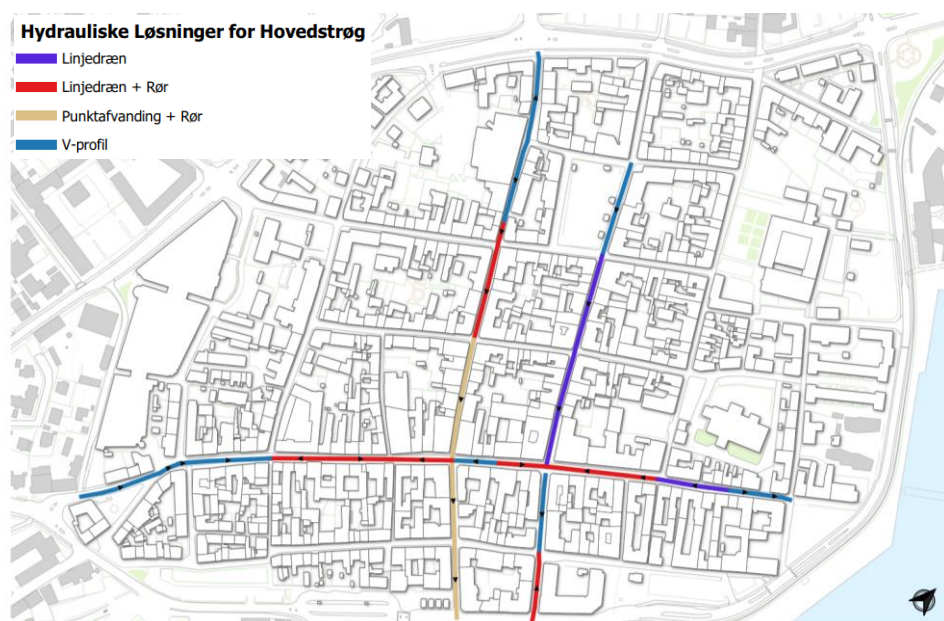 Hydrauliske Løsninger for Hovedstrøg
Linjedræn
Linjedræn + Rør
Punktafvanding + Rør
V-profil